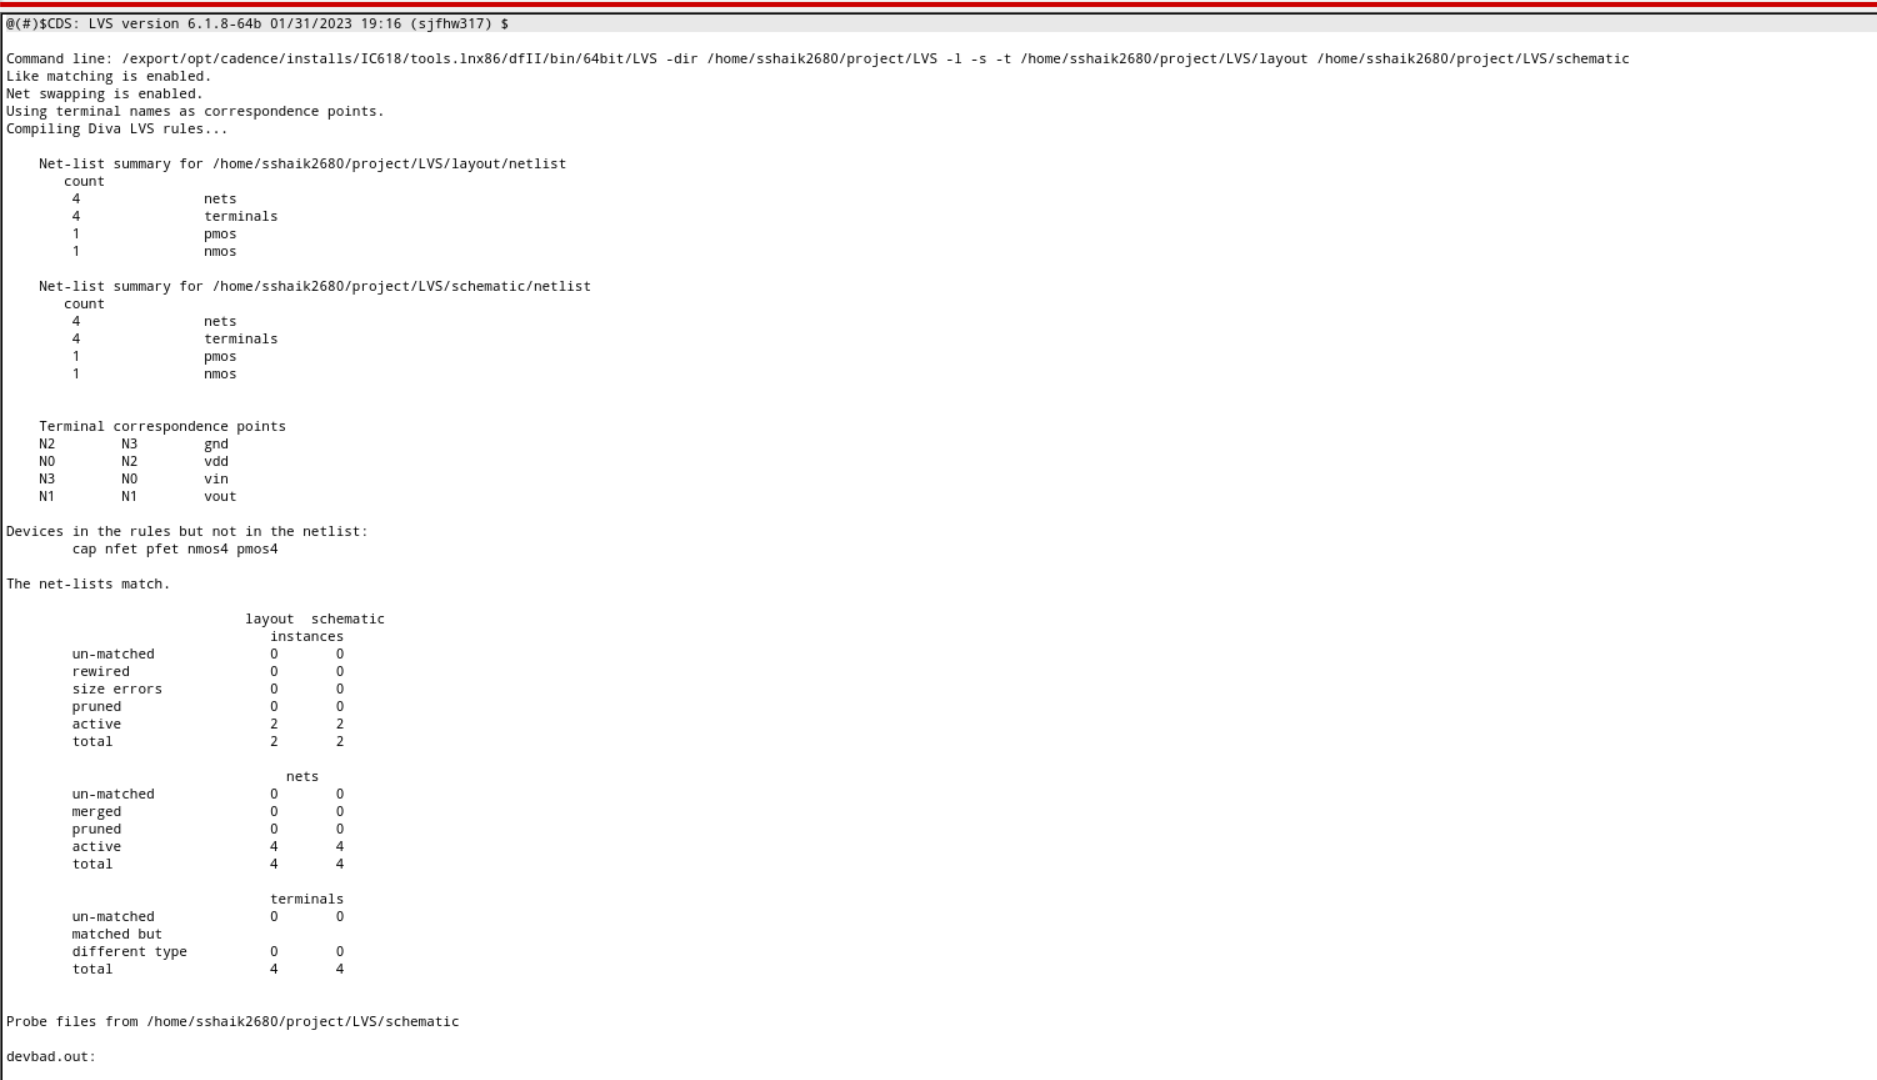 @(#)$CDS: LVS version 6.1.8-64b 01/31/2023 19:16 (sjfhw317) $
Command line: /export/opt/cadence/installs/IC618/tools.lnx86/dfII/bin/64bit/LVS -dir /home/sshaik2680/project/LVS -l -s -t /home/sshaik2680/project/LVS/layout /home/sshaik2680/project/LVS/schematic
Like matching is enabled.
Net swapping is enabled.
Using terminal names as correspondence points.
Compiling Diva LVS rules...
Net-list summary for /home/sshaik2680/project/LVS/layout/netlist
count
4 nets
4 terminals
1 pmos
1 nmos
Net-list summary for /home/sshaik2680/project/LVS/schematic/netlist
count
4 nets
4 terminals
1 pmos
1 nmos
Terminal correspondence points
N2 N3 gnd
N0 N2 vdd
N3 N0 vin
N1 N1 vout
Devices in the rules but not in the netlist:
cap nfet pfet nmos4 pmos4
The net-lists match.
layout schematic
instances
un-matched 0 0
rewired 0 0
size errors 0 0
pruned 0 0
active 2 2
total 2 2
nets
un-matched 0 0
merged 0 0
pruned 0 0
active 4 4
total 4 4
terminals
un-matched 0 0
matched but
different type 0 0
total 4 4
Probe files from /home/sshaik2680/project/LVS/schematic
devbad.out: